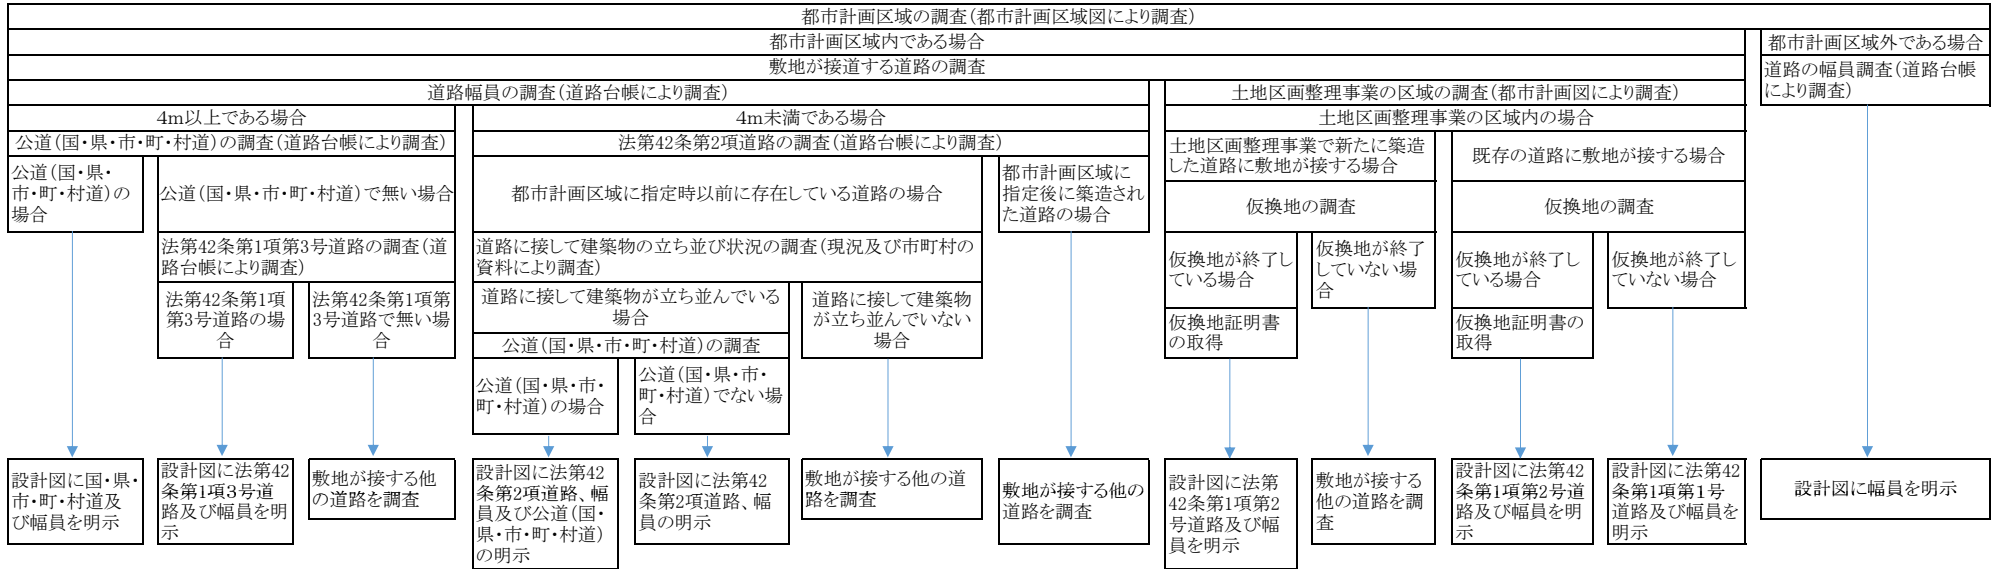 都市計画区域の調査(都市計画区域図により調査)
都市計画区域内である場合
都市計画区域外である場合
敷地が接道する道路の調査
道路の幅員調査(道路台帳
により調査)
道路幅員の調査(道路台帳により調査)
土地区画整理事業の区域の調査(都市計画図により調査)
4m以上である場合
4m未満である場合
土地区画整理事業の区域内の場合
公道(国・県・市・町・村道)の調査(道路台帳により調査)
法第42条第2項道路の調査(道路台帳により調査)
土地区画整理事業で新たに築造
した道路に敷地が接する場合
既存の道路に敷地が接する場合
公道(国・県・
市・町・村道)の
場合
公道(国・県・市・町・村道)で無い場合
都市計画区域に指定時以前に存在している道路の場合
都市計画区域に
指定後に築造され
た道路の場合
仮換地の調査
仮換地の調査
法第42条第1項第3号道路の調査(道
路台帳により調査)
道路に接して建築物の立ち並び状況の調査(現況及び市町村の
資料により調査)
仮換地が終了し
ている場合
仮換地が終了
していない場
合
仮換地が終了し
ている場合
仮換地が終了し
ていない場合
法第42条第1項
第3号道路の場
合
法第42条第1項第
3号道路で無い場
合
道路に接して建築物が立ち並んでいる
場合
道路に接して建築物
が立ち並んでいない
場合
仮換地証明書
の取得
仮換地証明書の
取得
公道(国・県・市・町・村道)の調査
公道(国・県・市・
町・村道)の場合
公道(国・県・市・
町・村道)でない場
合
設計図に国・県・
市・町・村道及
び幅員を明示
設計図に法第42
条第1項3号道
路及び幅員を明
示
敷地が接する他
の道路を調査
設計図に法第42
条第2項道路、幅
員及び公道(国・
県・市・町・村道)
の明示
設計図に法第42
条第2項道路、幅
員の明示
敷地が接する他の道
路を調査
敷地が接する他の
道路を調査
設計図に法第
42条第1項第2
号道路及び幅
員を明示
敷地が接する
他の道路を調
査
設計図に法第42
条第1項第2号道
路及び幅員を明
示
設計図に法第42
条第1項第1号
道路及び幅員を
明示
設計図に幅員を明示